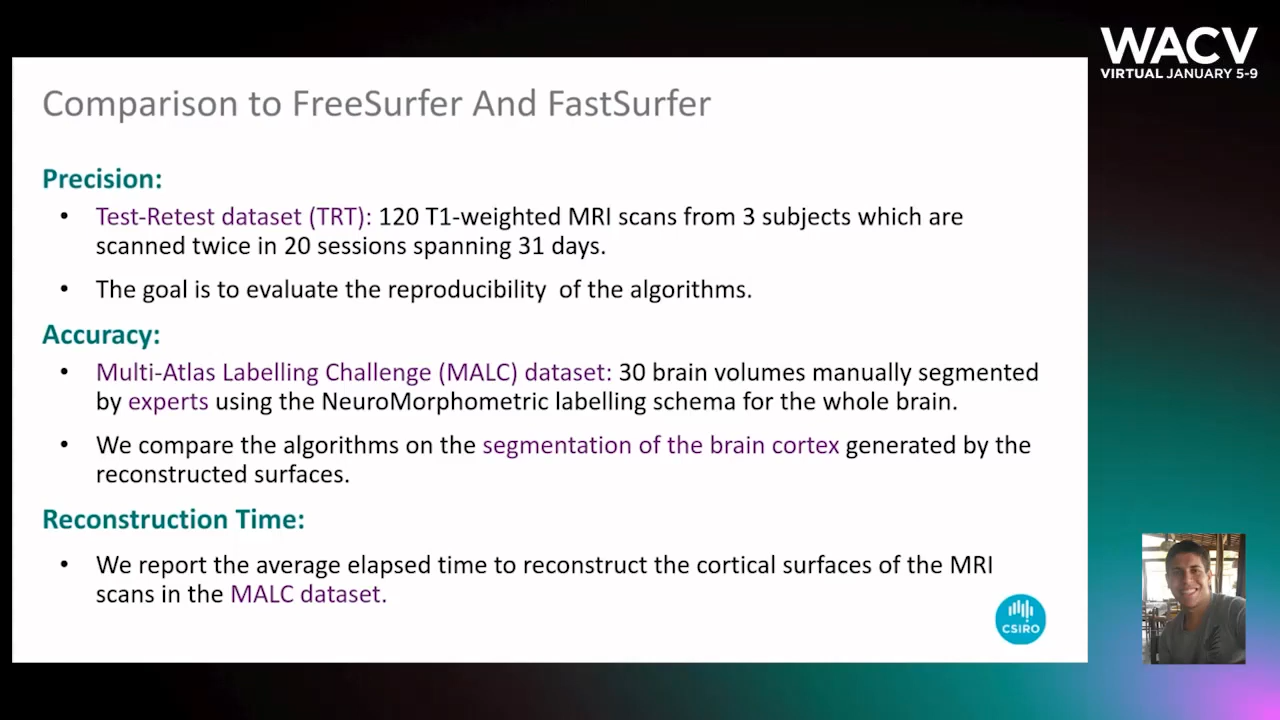 WACV
VIRTUAL JANUARY 5-9
Comparison to FreeSurfer And FastSurfer
Precision:
• Test-Retest dataset (TRT): 120 T1-weighted MRI scans from 3 subjects which are
scanned twice in 20 sessions spanning 31 days.
• The goal is to evaluate the reproducibility of the algorithms.
Accuracy:
• Multi-Atlas Labelling Challenge (MALC) dataset: 30 brain volumes manually segmented
by experts using the NeuroMorphometric labelling schema for the whole brain.
• We compare the algorithms on the segmentation of the brain cortex generated by the
reconstructed surfaces.
Reconstruction Time:
• We report the average elapsed time to reconstruct the cortical surfaces of the MRI
scans in the MALC dataset.
CSIRO